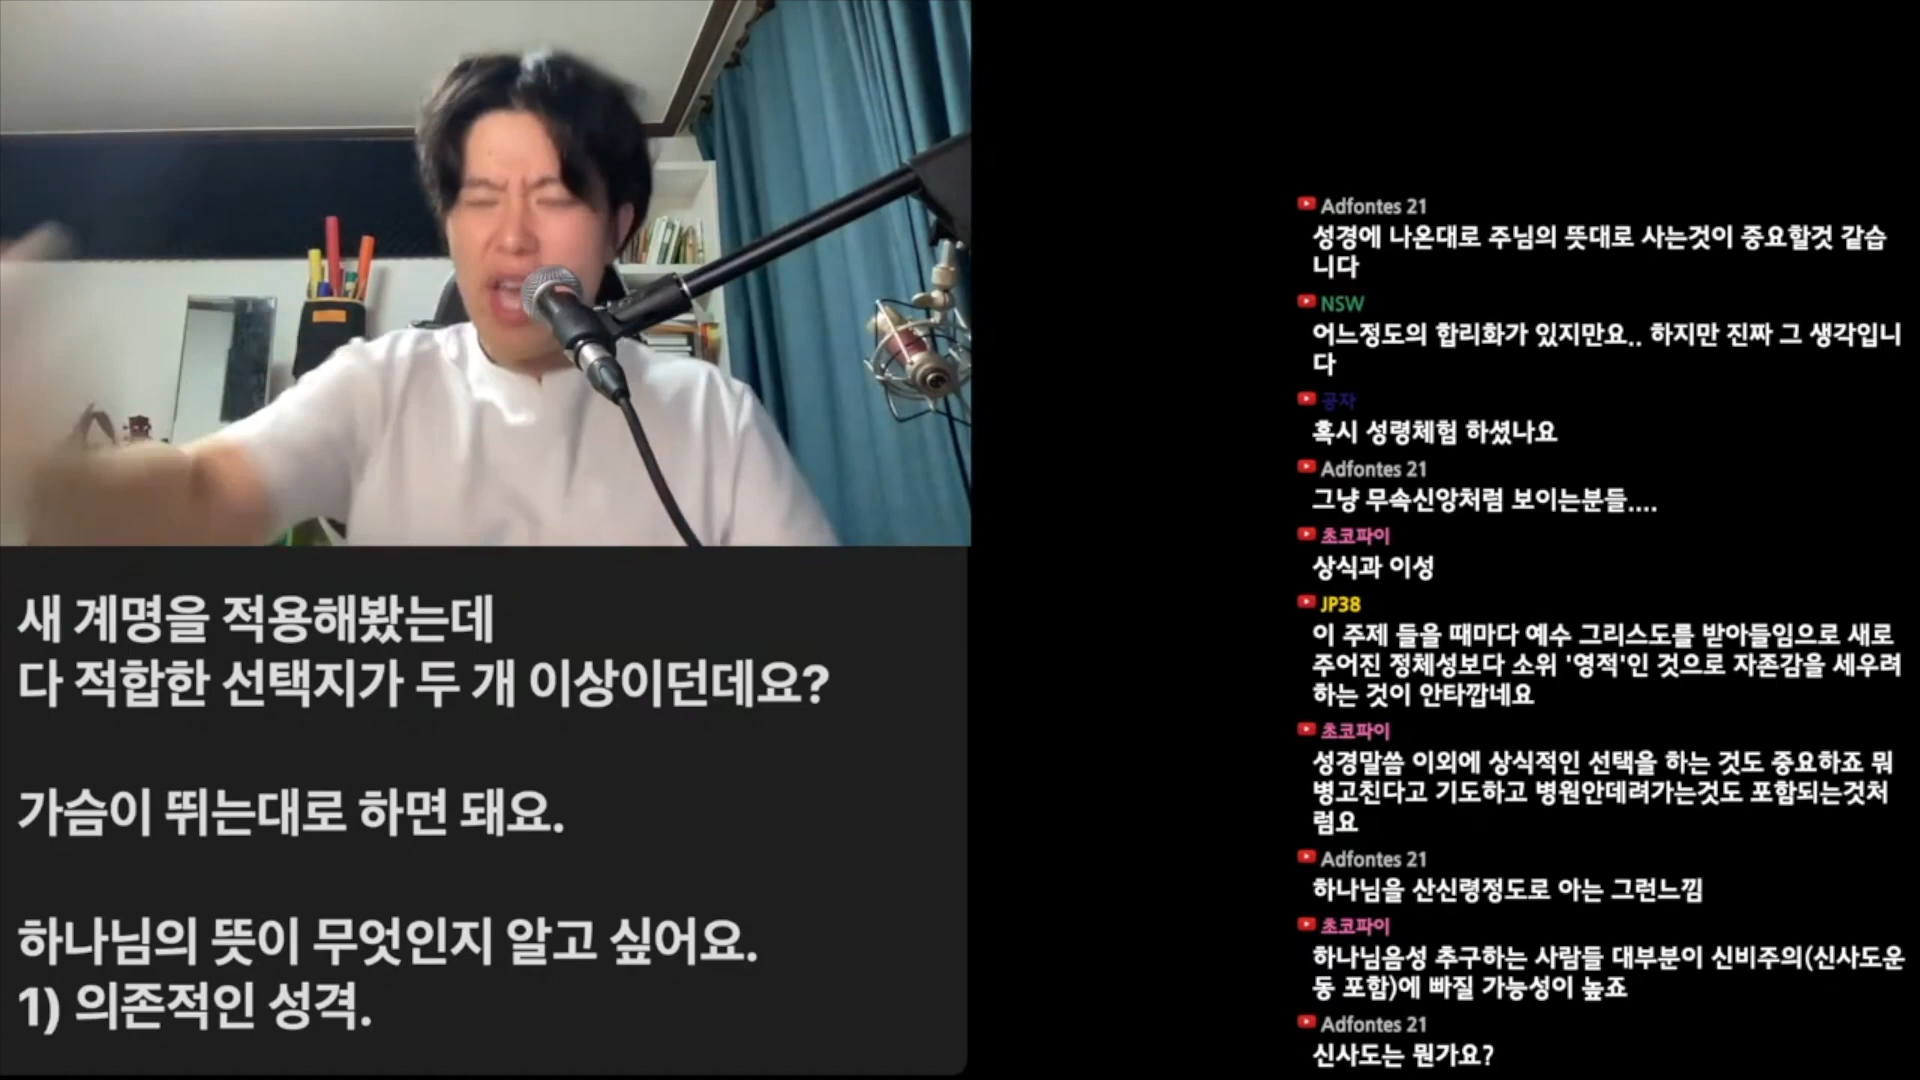 새 계명을 적용해봤는데
다 적합한 선택지가 두 개 이상이던데요?
가슴이 뛰는대로 하면 돼요.
하나님의 뜻이 무엇인지 알고 싶어요.
1) 의존적인 성격.
Adfontes 21
성경에 나온대로 주님의 뜻대로 사는것이 중요할것 같습
니다
NSW
어느정도의 합리화가 있지만요.. 하지만 진짜 그 생각입니
다
공자
혹시 성령체험 하셨나요
Adfontes 21
그냥 무속신앙처럼 보이는분들....
초코파이
상식과 이성
JP38
이 주제 들을 때마다 예수 그리스도를 받아들임으로 새로
주어진 정체성보다 소위 '영적'인 것으로 자존감을 세우려
하는 것이 안타깝네요
초코파이
성경말씀 이외에 상식적인 선택을 하는 것도 중요하죠 뭐
병고친다고 기도하고 병원안데려가는것도 포함되는것처
럼요
Adfontes 21
하나님을 산신령정도로 아는 그런느낌
초코파이
하나님음성 추구하는 사람들 대부분이 신비주의(신사도운
동 포함)에 빠질 가능성이 높죠
Adfontes 21
신사도는 뭔가요?